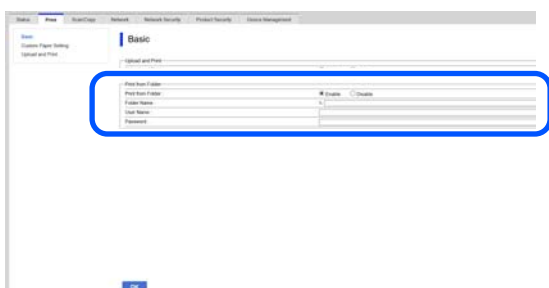 Status Print Scan/Copy Network Network Security Product Security Device Management
Basic
Custom Paper Setting
Upload and Print
Basic
Upload and Print
Print from Folder
Print from Folder Enable Disable
Folder Name
User Name
Password
OK